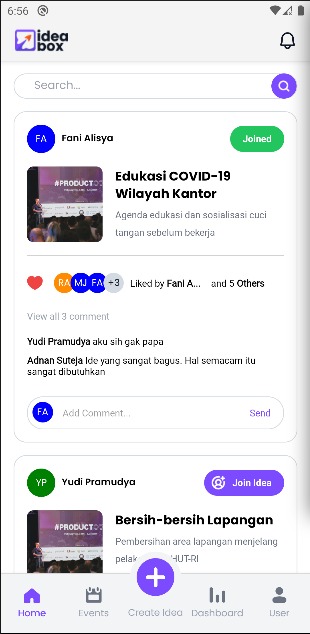 6:56
idea
box
Search...
FA
Fani Alisya
Joined
#PRODUCT
Edukasi COVID-19
Wilayah Kantor
Agenda edukasi dan sosialisasi cuci
tangan sebelum bekerja
RA MJ FA +3
Liked by Fani A... and 5 Others
View all 3 comment
Yudi Pramudya aku sih gak papa
Adnan Suteja Ide yang sangat bagus. Hal semacam itu
sangat dibutuhkan
FA
Add Comment...
Send
YP
Yudi Pramudya
Join Idea
#PRODUCT
Bersih-bersih Lapangan
Pembersihan area lapangan menjelang
HUT-RI
Home
Events
Create Idea
Dashboard
User